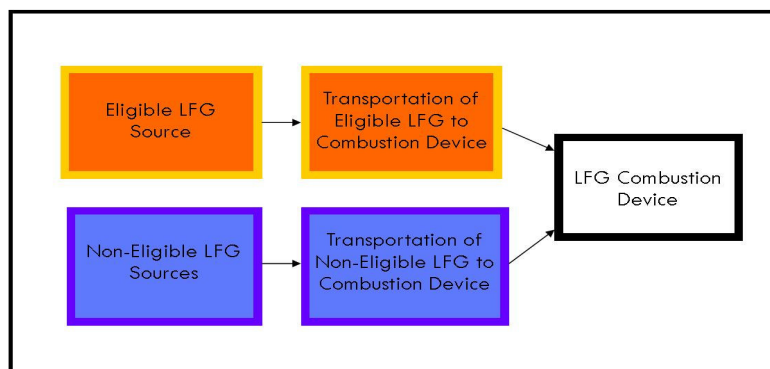 Eligible LFG
Source
Transportation of
Eligible LFG to
Combustion Device
LFG Combustion
Device
Non-Eligible LFG
Sources
Transportation of
Non-Eligible LFG to
Combustion Device